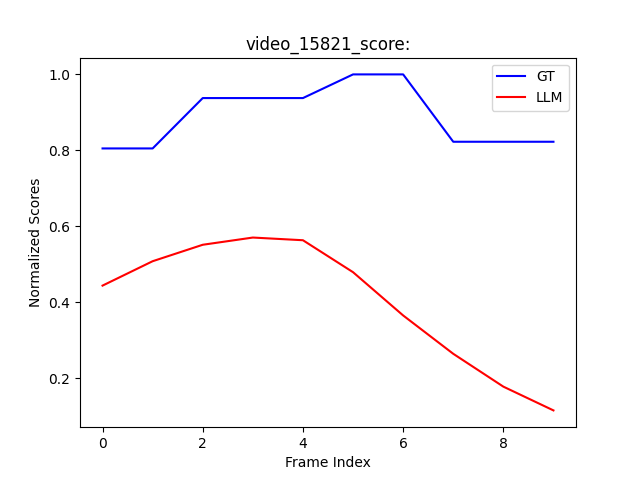 video_15821_score:
GT
LLM
Normalized Scores
1.0
0.8
0.6
0.4
0.2
0 2 4 6 8
Frame Index